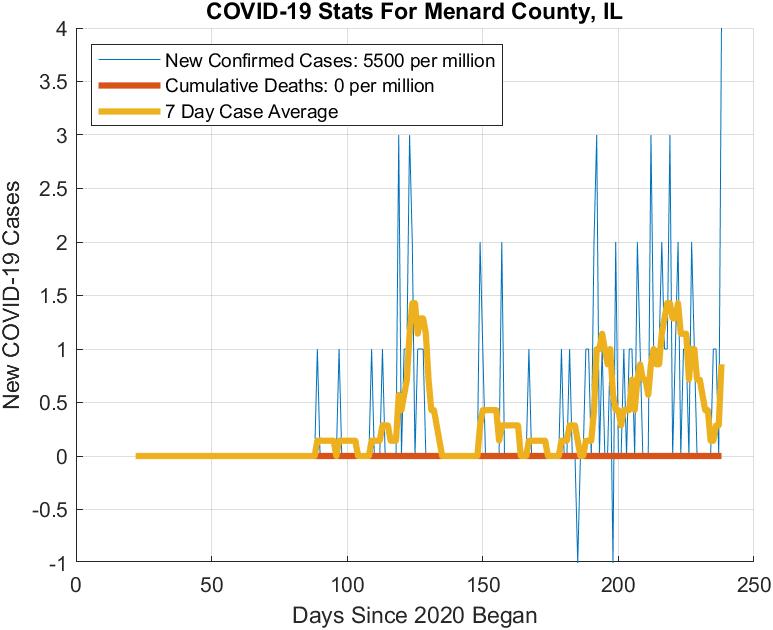 COVID-19 Stats For Menard County, IL
New Confirmed Cases: 5500 per million
Cumulative Deaths: 0 per million
7 Day Case Average
New COVID-19 Cases
4
3.5
3
2.5
2
1.5
1
0.5
0
-0.5
-1
0 50 100 150 200 250
Days Since 2020 Began